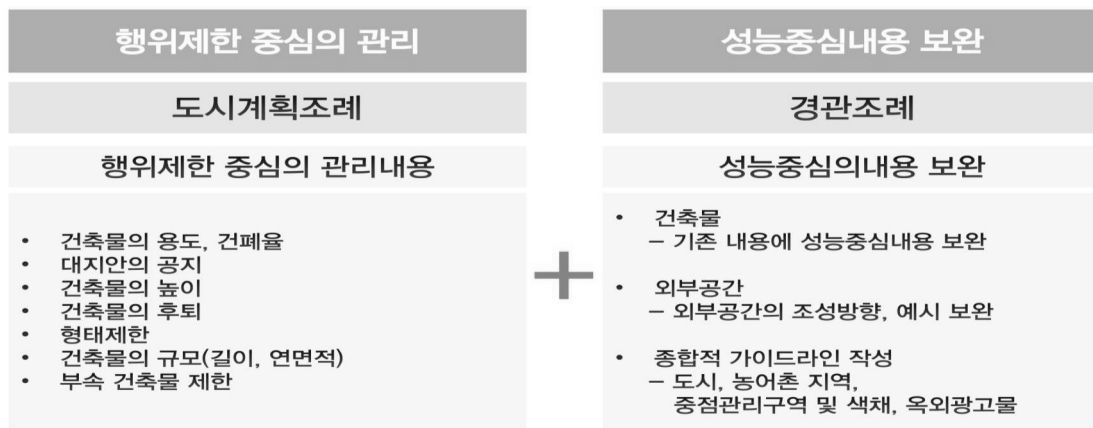 행위제한 중심의 관리
도시계획조례
행위제한 중심의 관리내용
• 건축물의 용도, 건폐율
• 대지안의 공지
• 건축물의 높이
• 건축물의 후퇴
• 형태제한
• 건축물의 규모(길이, 연면적)
• 부속 건축물 제한
+
성능중심내용 보완
경관조례
성능중심의내용 보완
• 건축물
– 기존 내용에 성능중심내용 보완
• 외부공간
– 외부공간의 조성방향, 예시 보완
• 종합적 가이드라인 작성
– 도시, 농어촌 지역,
중점관리구역 및 색채, 옥외광고물